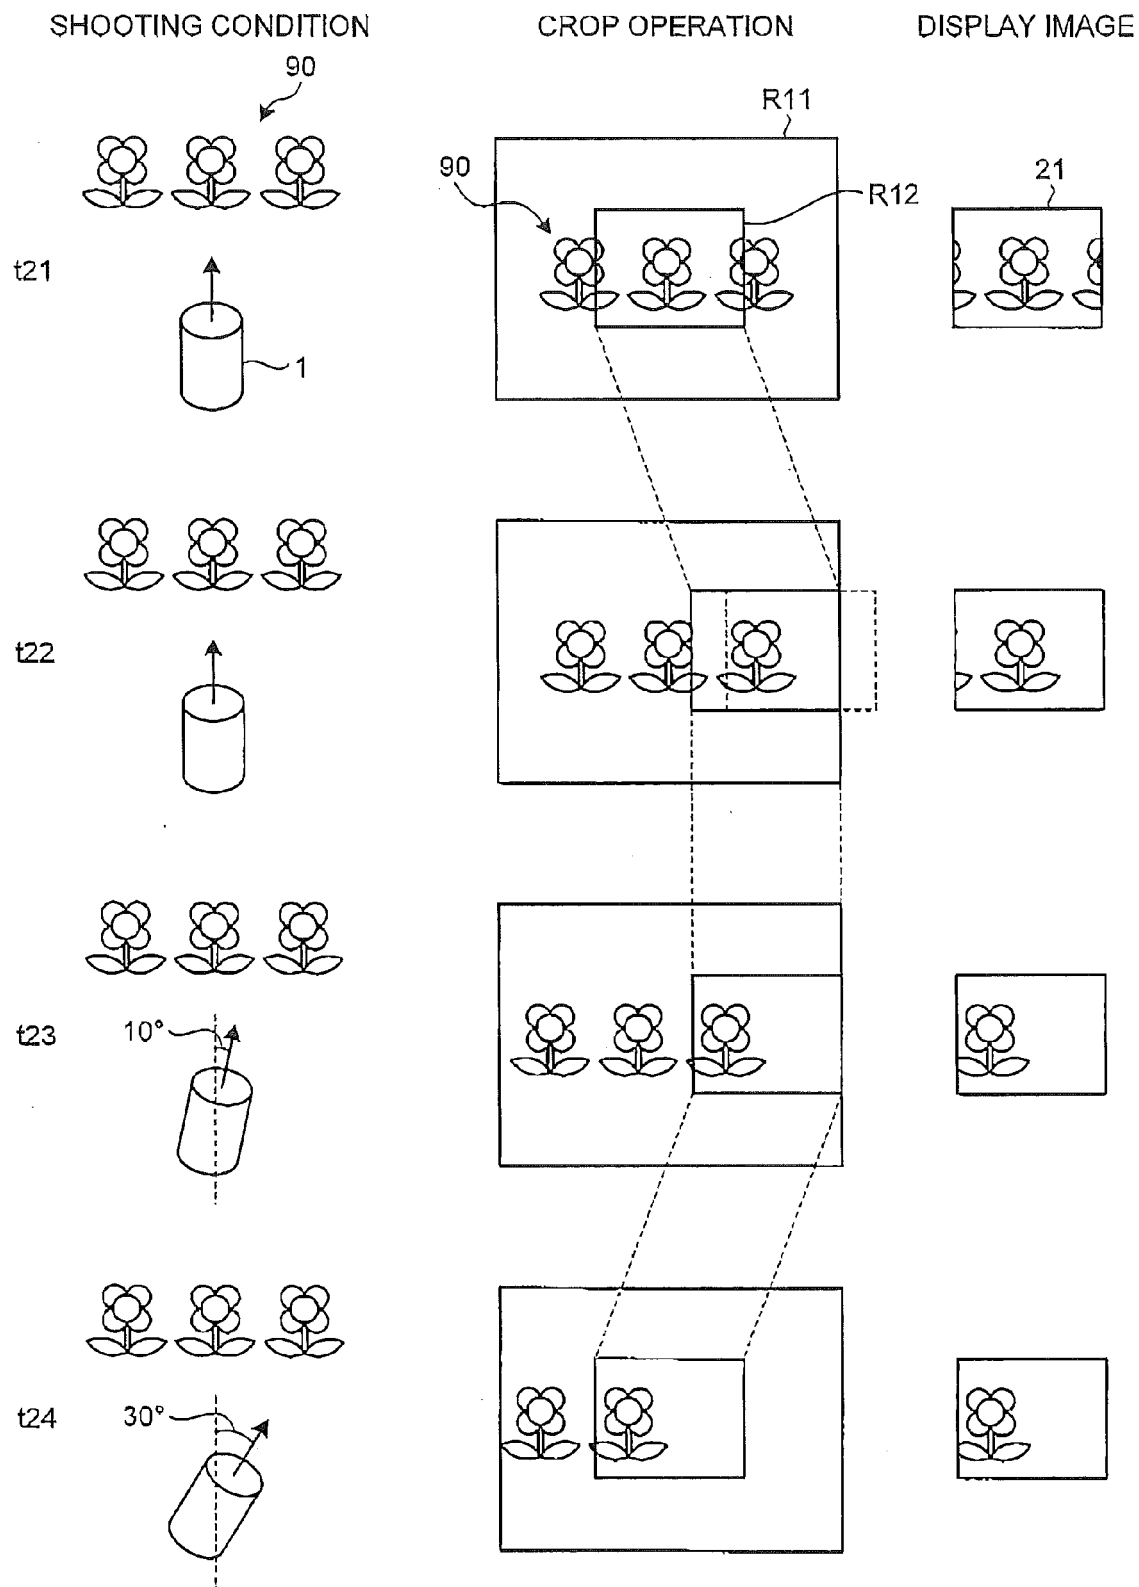 SHOOTING CONDITION
CROP OPERATION
DISPLAY IMAGE
90
R11
90
R12
21
t21
1
t22
t23
10°
t24
30°